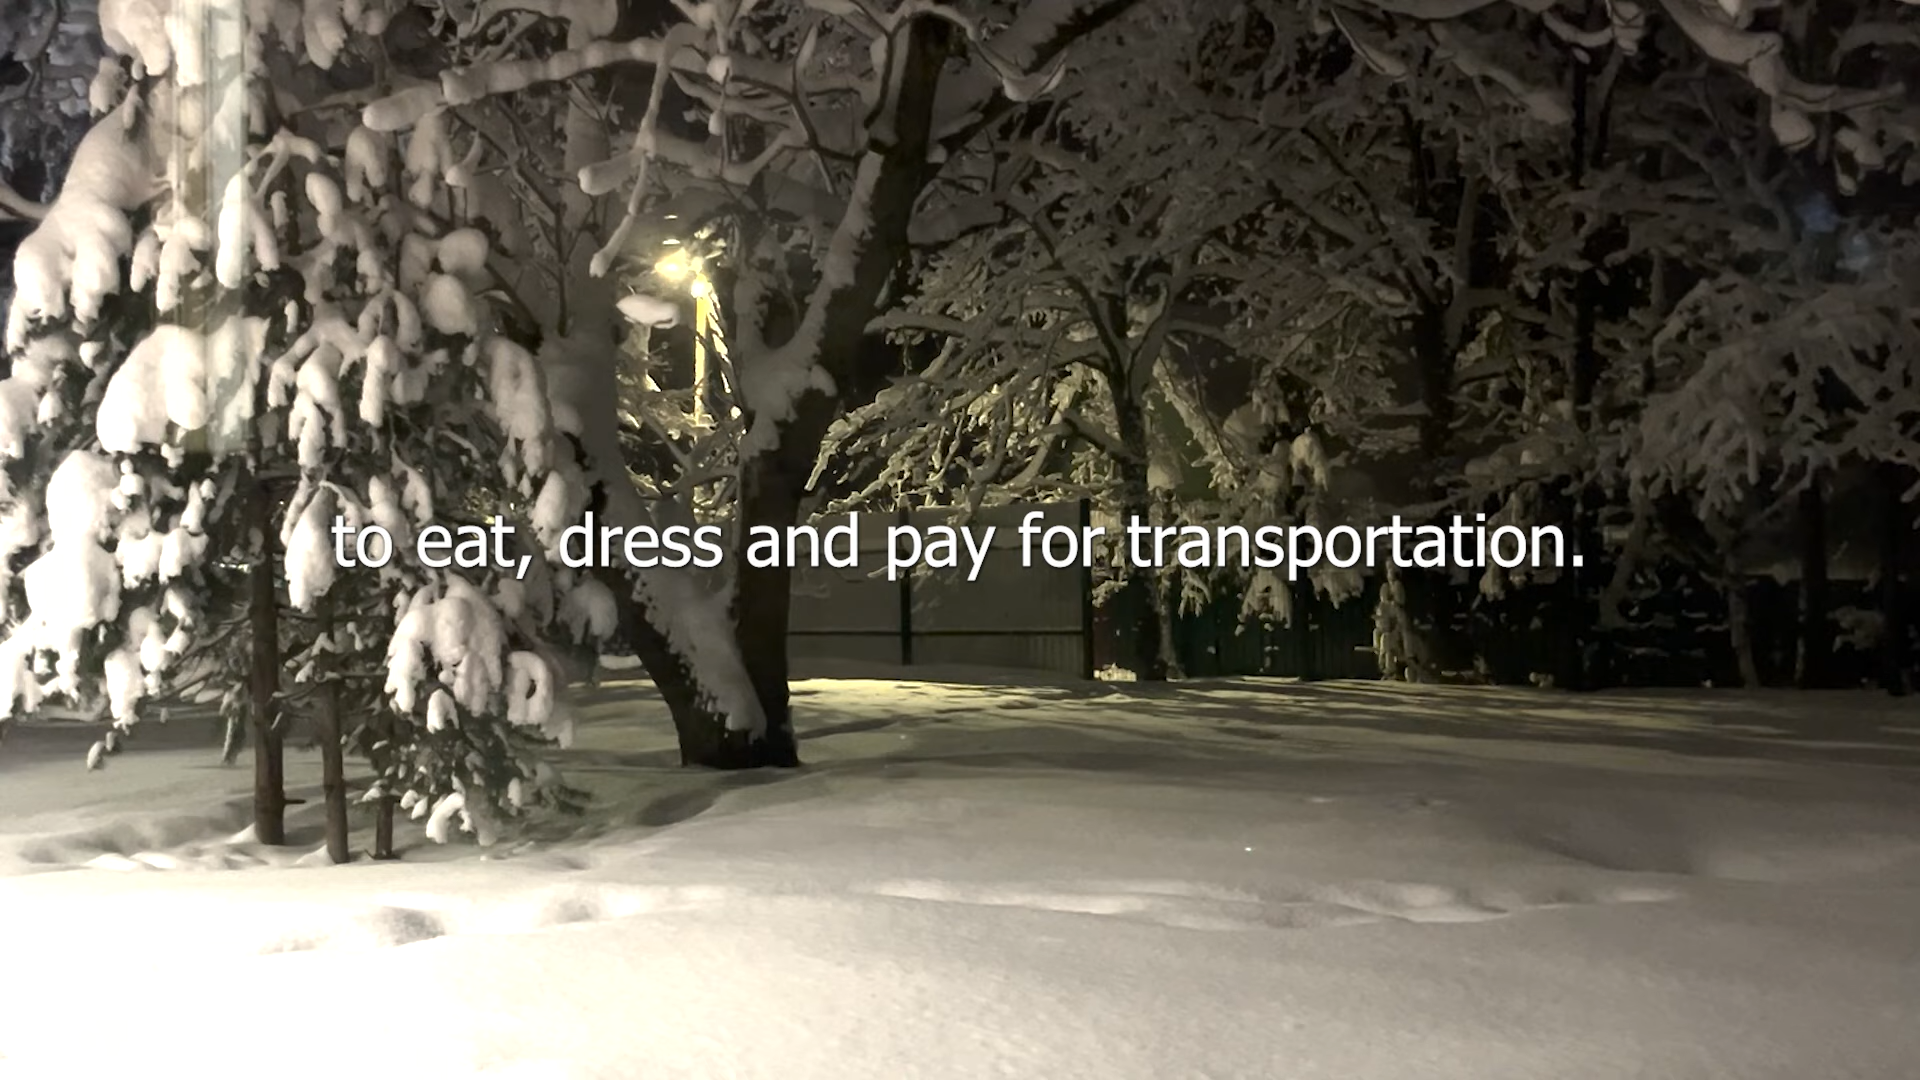 to eat, dress and pay for transportation.